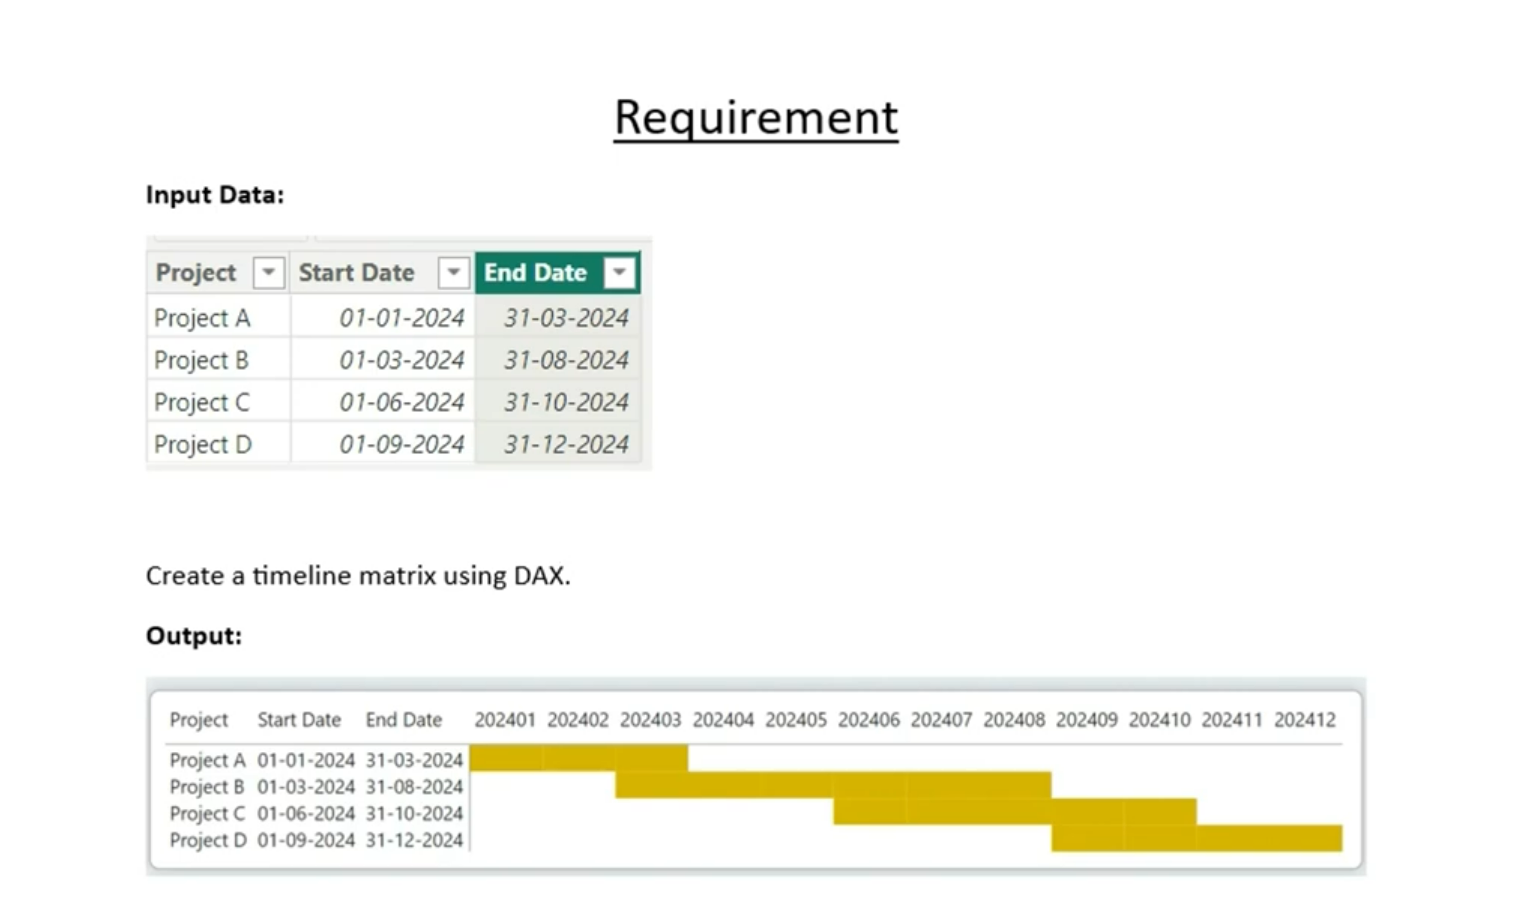 Requirement
Input Data:
Project Start Date End Date
Project A 01-01-2024 31-03-2024
Project B 01-03-2024 31-08-2024
Project C 01-06-2024 31-10-2024
Project D 01-09-2024 31-12-2024
Create a timeline matrix using DAX.
Output:
Project Start Date End Date 202401 202402 202403 202404 202405 202406 202407 202408 202409 202410 202411 202412
Project A 01-01-2024 31-03-2024
Project B 01-03-2024 31-08-2024
Project C 01-06-2024 31-10-2024
Project D 01-09-2024 31-12-2024